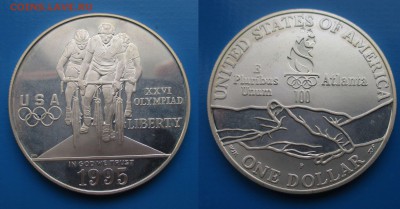 USA
XXVI
OLYMPIAD
LIBERTY
IN GOD WE TRUST
1995
UNITED STATES OF AMERICA
E
Pluribus
Unum
Atlanta
100
ONE DOLLAR